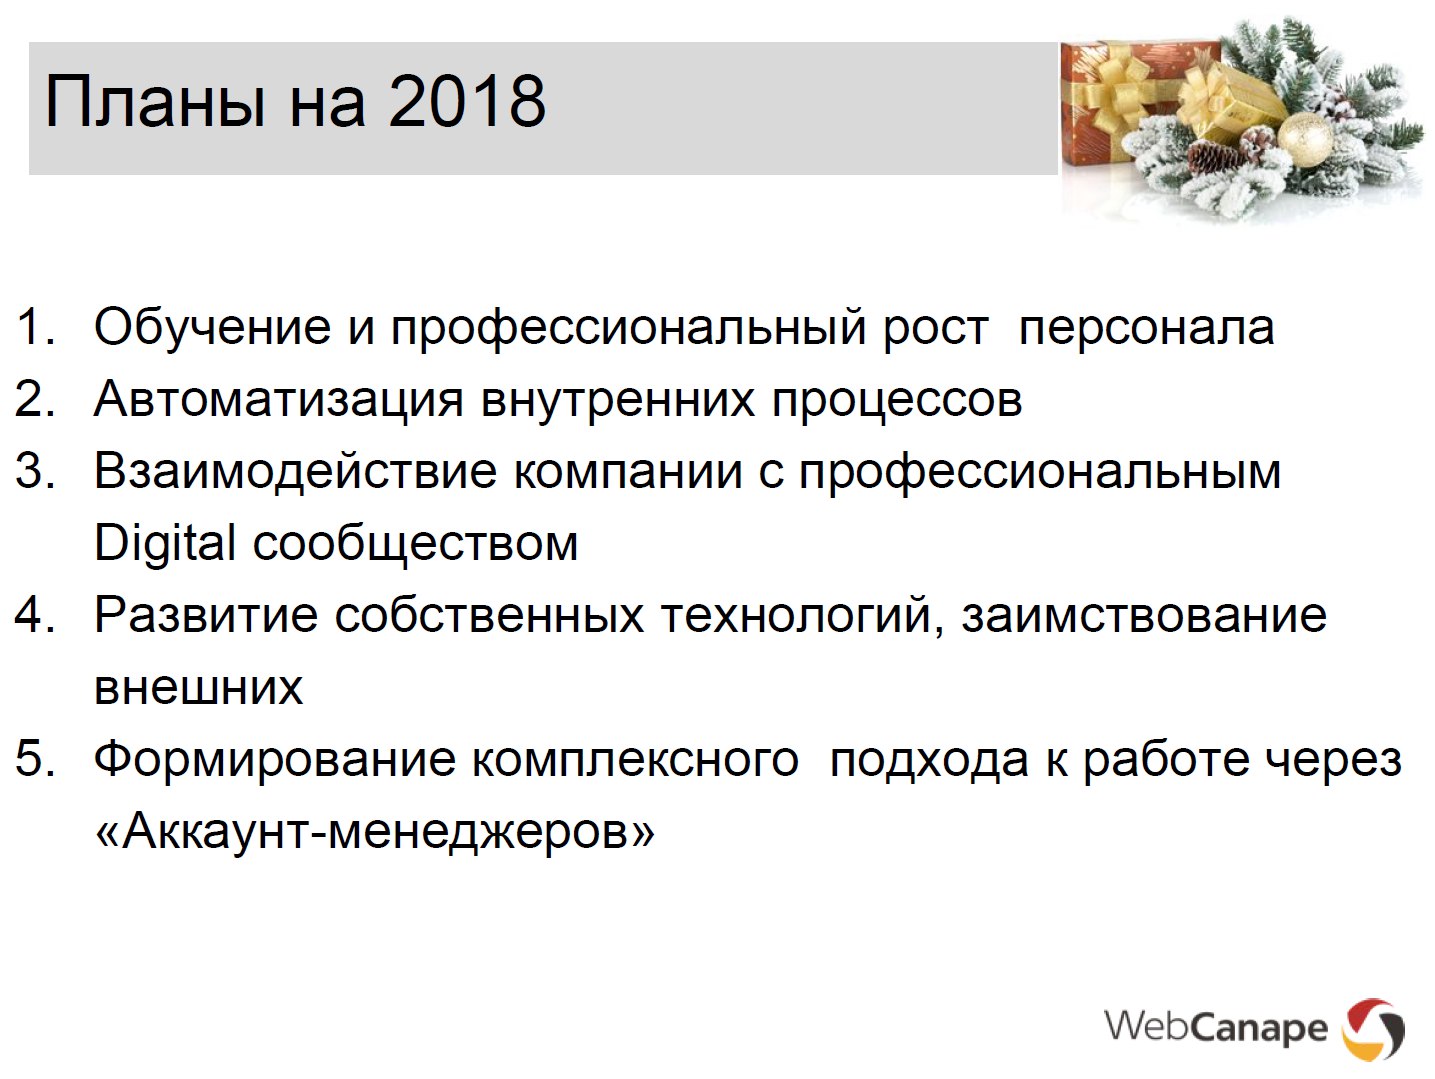 Планы на 2018
1. Обучение и профессиональный рост персонала
2. Автоматизация внутренних процессов
3. Взаимодействие компании с профессиональным
Digital сообществом
4. Развитие собственных технологий, заимствование
внешних
5. Формирование комплексного подхода к работе через
«Аккаунт-менеджеров»
WebCanape